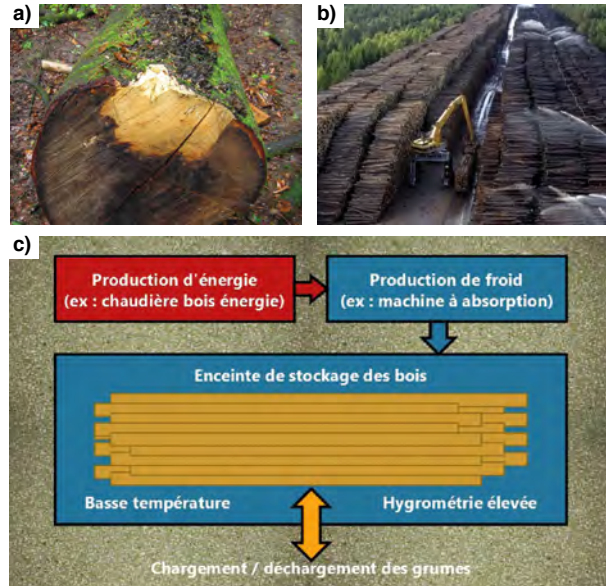 a)
b)
c)
Production d'énergie
(ex : chaudière bois énergie)
Production de froid
(ex : machine à absorption)
Enceinte de stockage des bois
Basse température
Hygrométrie élevée
Chargement / déchargement des grumes